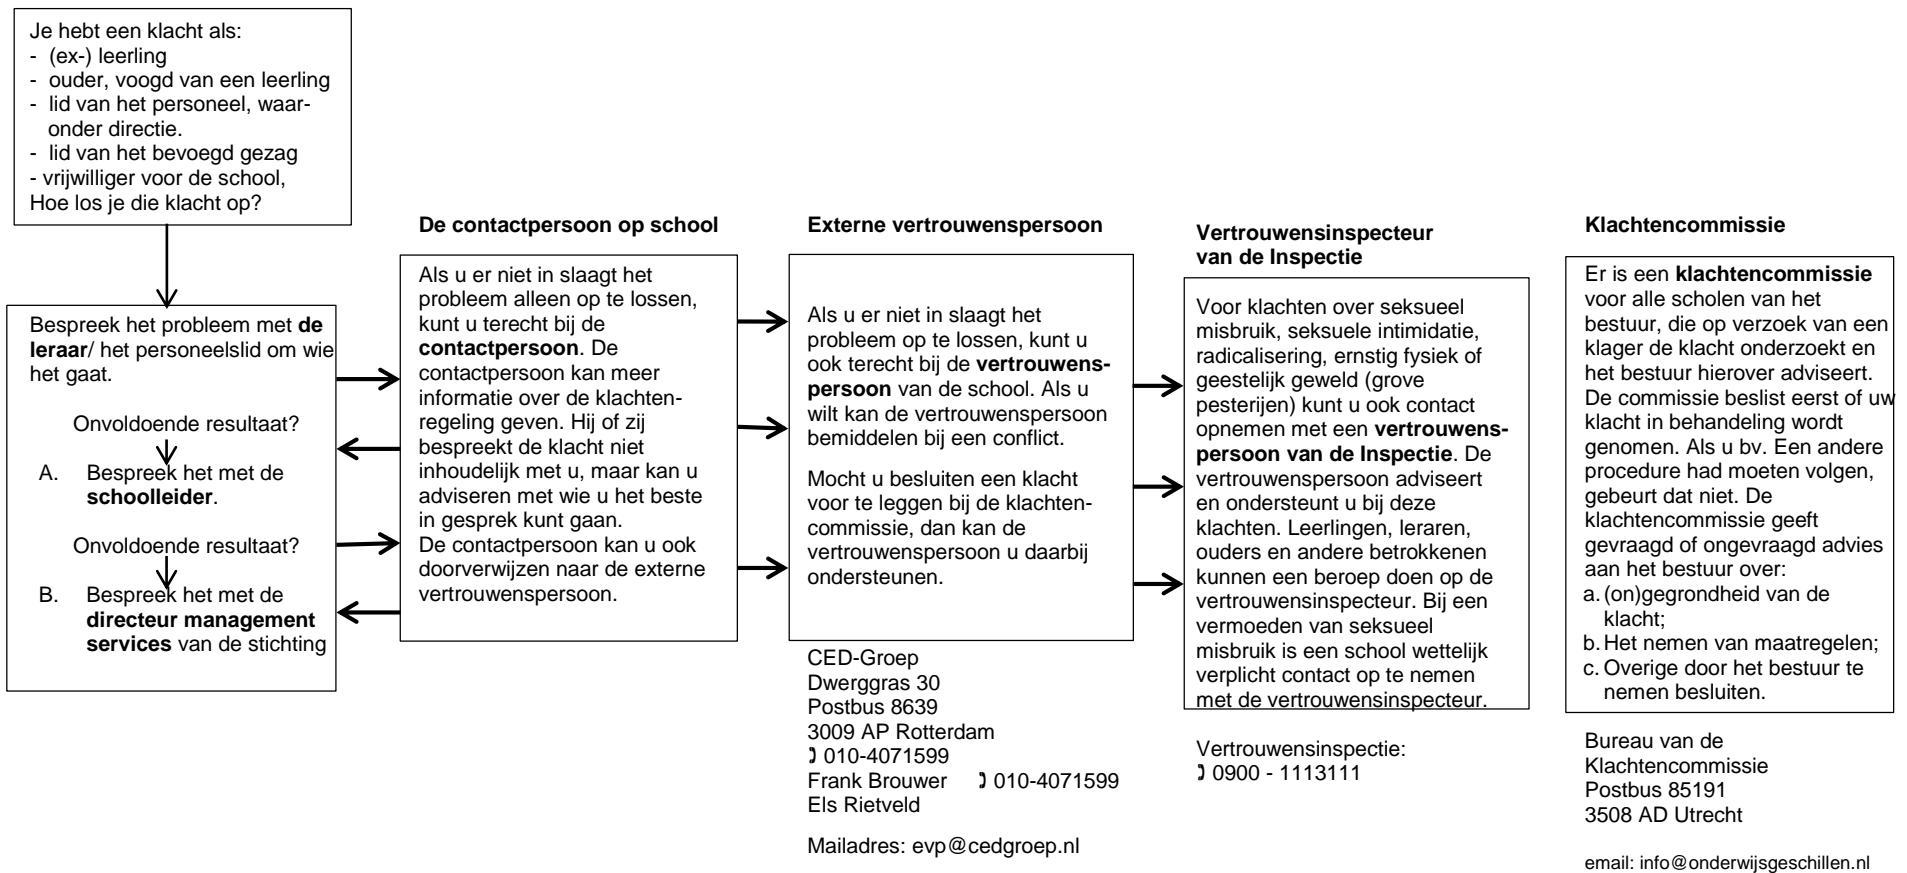 Je hebt een klacht als:
- (ex-) leerling
- ouder, voogd van een leerling
- lid van het personeel, waar-
onder directie.
- lid van het bevoegd gezag
- vrijwilliger voor de school,
Hoe los je die klacht op?
Bespreek het probleem met de
leraar/ het personeelslid om wie
het gaat.
Onvoldoende resultaat?
A. Bespreek het met de
schoolleider.
Onvoldoende resultaat?
B. Bespreek het met de
directeur management
services van de stichting
De contactpersoon op school
Als u er niet in slaagt het
probleem alleen op te lossen,
kunt u terecht bij de
contactpersoon. De
contactpersoon kan meer
informatie over de klachten-
regeling geven. Hij of zij
bespreekt de klacht niet
inhoudelijk met u, maar kan u
adviseren met wie u het beste
in gesprek kunt gaan.
De contactpersoon kan u ook
doorverwijzen naar de externe
vertrouwenspersoon.
Externe vertrouwenspersoon
Als u er niet in slaagt het
probleem op te lossen, kunt u
ook terecht bij de vertrouwens-
persoon van de school. Als u
wilt kan de vertrouwenspersoon
bemiddelen bij een conflict.
Mocht u besluiten een klacht
voor te leggen bij de klachten-
commissie, dan kan de
vertrouwenspersoon u daarbij
ondersteunen.
CED-Groep
Dwerggras 30
Postbus 8639
3009 AP Rotterdam
010-4071599
Frank Brouwer 010-4071599
Els Rietveld
Mailadres: evp@cedgroep.nl
Vertrouwensinspecteur
van de Inspectie
Voor klachten over seksueel
misbruik, seksuele intimidatie,
radicalisering, ernstig fysiek of
geestelijk geweld (grove
pesterijen) kunt u ook contact
opnemen met een vertrouwens-
persoon van de Inspectie. De
vertrouwenspersoon adviseert
en ondersteunt u bij deze
klachten. Leerlingen, leraren,
ouders en andere betrokkenen
kunnen een beroep doen op de
vertrouwensinspecteur. Bij een
vermoeden van seksueel
misbruik is een school wettelijk
verplicht contact op te nemen
met de vertrouwensinspecteur.
Vertrouwensinspectie:
0900 - 1113111
Klachtencommissie
Er is een klachtencommissie
voor alle scholen van het
bestuur, die op verzoek van een
klager de klacht onderzoekt en
het bestuur hierover adviseert.
De commissie beslist eerst of uw
klacht in behandeling wordt
genomen. Als u bv. Een andere
procedure had moeten volgen,
gebeurt dat niet. De
klachtencommissie geeft
gevraagd of ongevraagd advies
aan het bestuur over:
a. (on)gegrondheid van de
klacht;
b. Het nemen van maatregelen;
c. Overige door het bestuur te
nemen besluiten.
Bureau van de
Klachtencommissie
Postbus 85191
3508 AD Utrecht
email: info@onderwijsgeschillen.nl